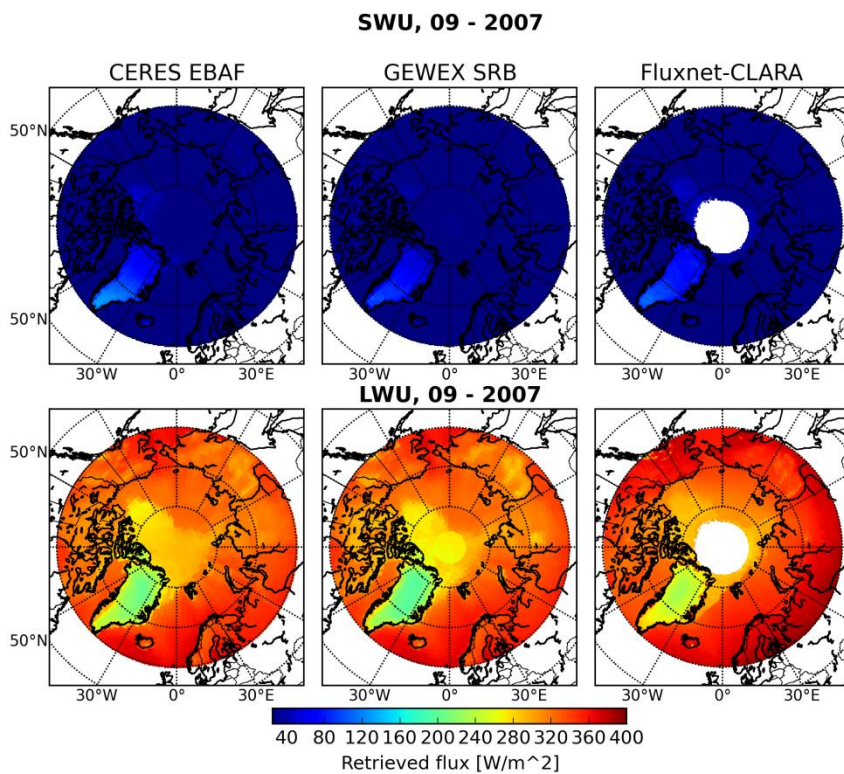 SWU, 09 - 2007
CERES EBAF GEWEX SRB Fluxnet-CLARA
50°N
50°N
30°W 0° 30°E 30°W 0° 30°E 30°W 0° 30°E
LWU, 09 - 2007
50°N
50°N
30°W 0° 30°E 30°W 0° 30°E 30°W 0° 30°E
40 80 120 160 200 240 280 320 360 400
Retrieved flux [W/m^2]